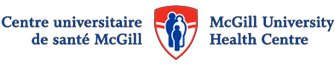 Centre universitaire
de santé McGill
McGill University
Health Centre